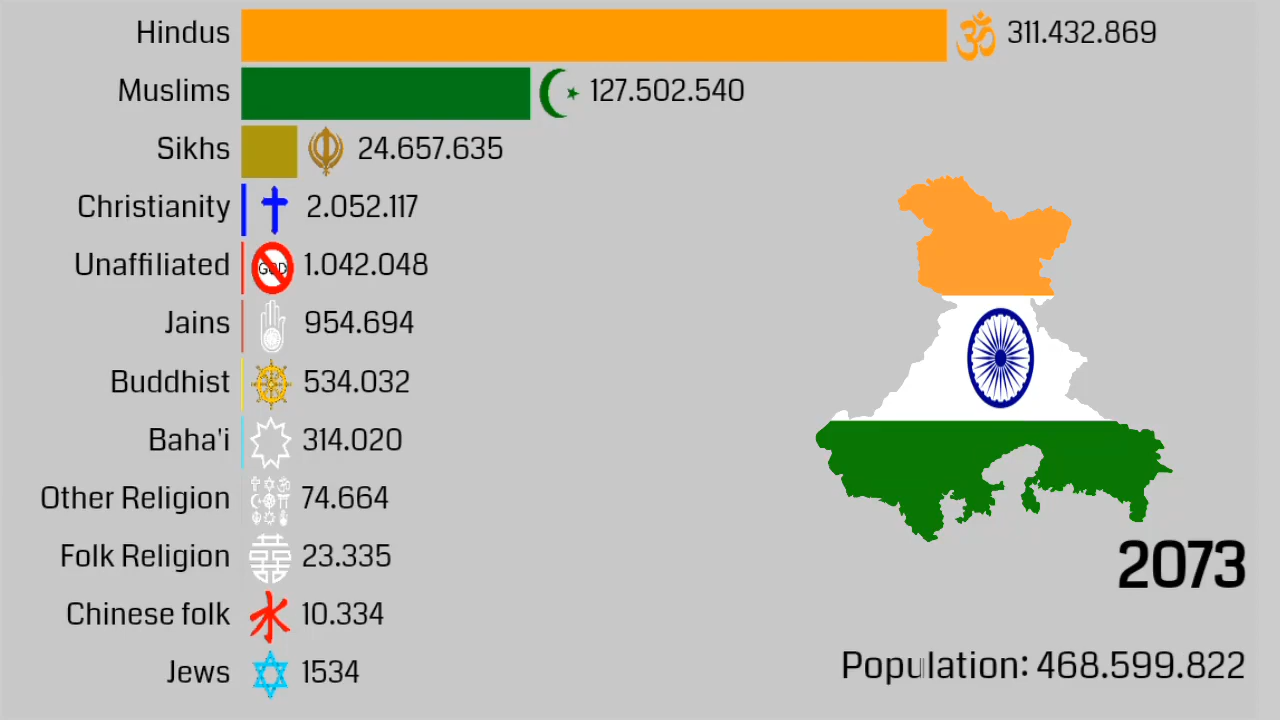 Hindus 311.432.869
Muslims 127.502.540
Sikhs 24.657.635
Christianity 2.052.117
Unaffiliated GOD 1.042.048
Jains 954.694
Buddhist 534.032
Baha'i 314.020
Other Religion 74.664
Folk Religion 23.335
Chinese folk 10.334
Jews 1534
2073
Population: 468.599.822